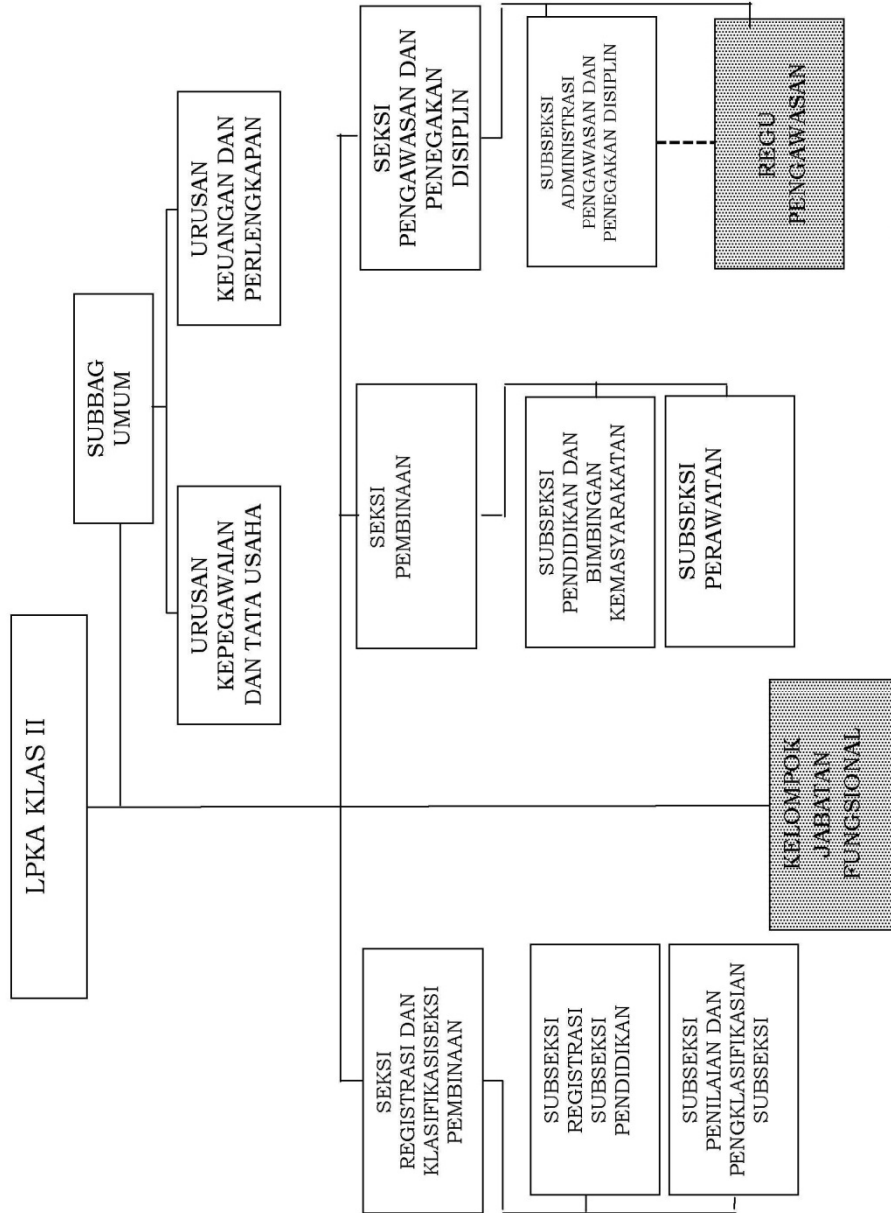 LPKA KLAS II
SUBBAG
UMUM
URUSAN
KEPEGAWAIAN
DAN TATA USAHA
URUSAN
KEUANGAN DAN
PERLENGKAPAN
SEKSI
REGISTRASI DAN
KLASIFIKASISEKSI
PEMBINAAN
SEKSI
PEMBINAAN
SEKSI
PENGAWASAN DAN
PENEGAKAN
DISIPLIN
SUBSEKSI
REGISTRASI
SUBSEKSI
PENDIDIKAN
SUBSEKSI
PENILAIAN DAN
PENGKLASIFIKASIAN
SUBSEKSI
SUBSEKSI
PENDIDIKAN DAN
BIMBINGAN
KEMASYARAKATAN
SUBSEKSI
PERAWATAN
SUBSEKSI
ADMINISTRASI
PENGAWASAN DAN
PENEGAKAN DISIPLIN
REGU
PENGAWASAN
KELOMPOK
JABATAN
FUNGSIONAL